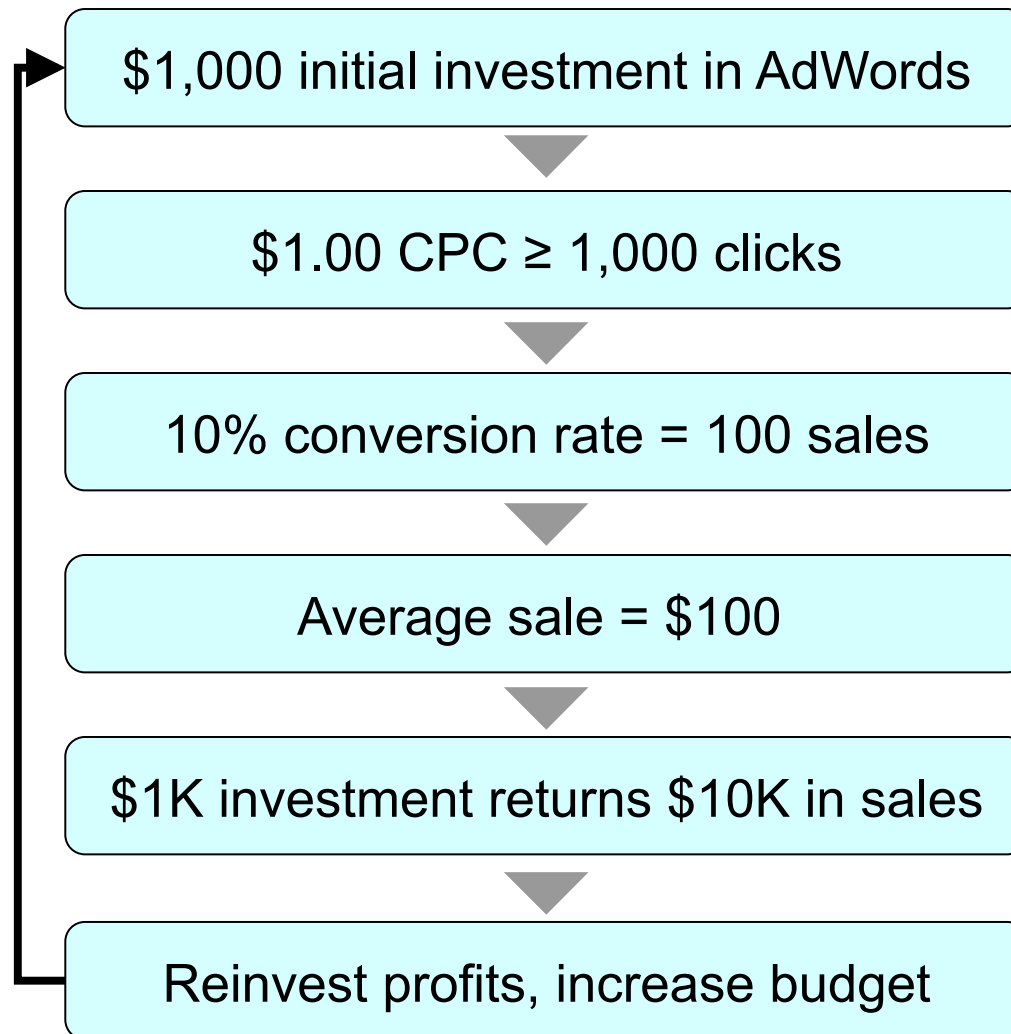 $1,000 initial investment in AdWords
$1.00 CPC ≥ 1,000 clicks
10% conversion rate = 100 sales
Average sale = $100
$1K investment returns $10K in sales
Reinvest profits, increase budget